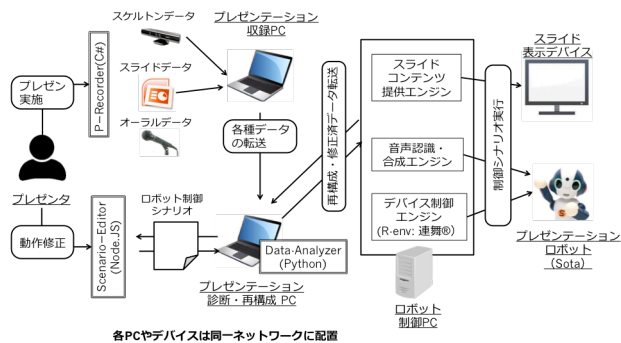 スケルトンデータ
プレゼンテーション
収録PC
スライド
表示デバイス
プレゼン
実施
P−Recorder(C#)
スライドデータ
オーラルデータ
各種データ
の転送
再構成・修正済データ転送
スライド
コンテンツ
提供エンジン
音声認識・
合成エンジン
デバイス制御
エンジン
(R-env: 連舞®)
制御シナリオ実行
プレゼンタ
動作修正
Scenario−Editor
(Node.JS)
ロボット制御
シナリオ
Data-Analyzer
(Python)
プレゼンテーション
診断・再構成 PC
ロボット
制御PC
S
プレゼンテーション
ロボット
（Sota）
各PCやデバイスは同一ネットワークに配置